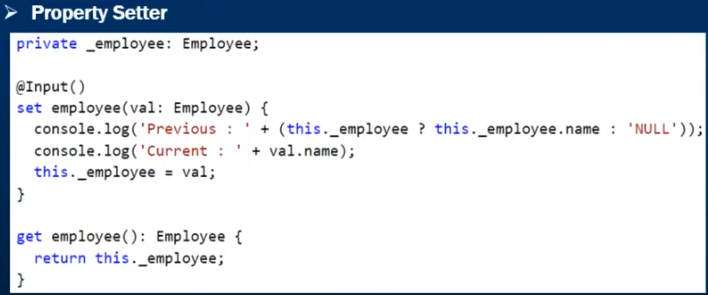 ➢ Property Setter
private _employee: Employee;
@Input()
set employee(val: Employee) {
console.log('Previous : ' + (this._employee ? this._employee.name : 'NULL'));
console.log('Current : ' + val.name);
this._employee = val;
}
get employee(): Employee {
return this._employee;
}